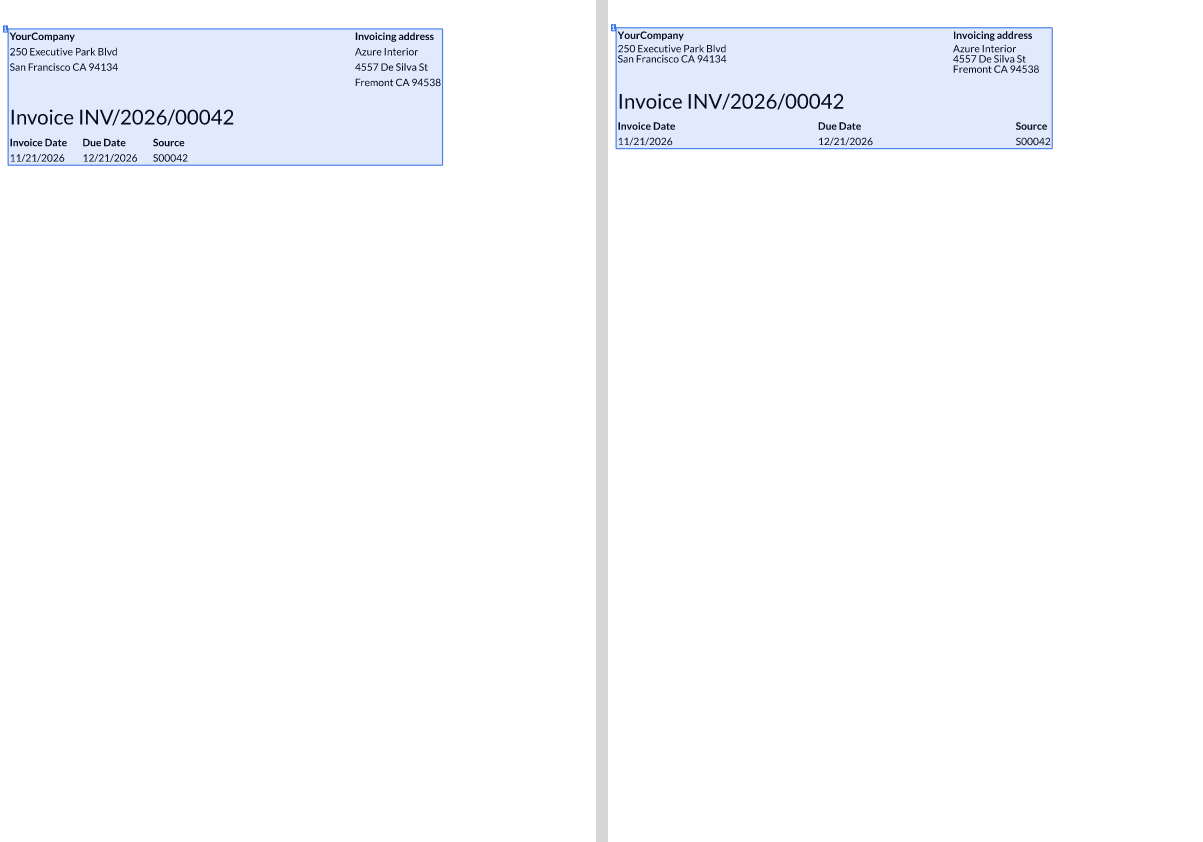 YourCompany
250 Executive Park Blvd
San Francisco CA 94134
Invoicing address
Azure Interior
4557 De Silva St
Fremont CA 94538
Invoice INV/2026/00042
Invoice Date Due Date Source
11/21/2026 12/21/2026 S00042
YourCompany
250 Executive Park Blvd
San Francisco CA 94134
Invoicing address
Azure Interior
4557 De Silva St
Fremont CA 94538
Invoice INV/2026/00042
Invoice Date Due Date Source
11/21/2026 12/21/2026 S00042